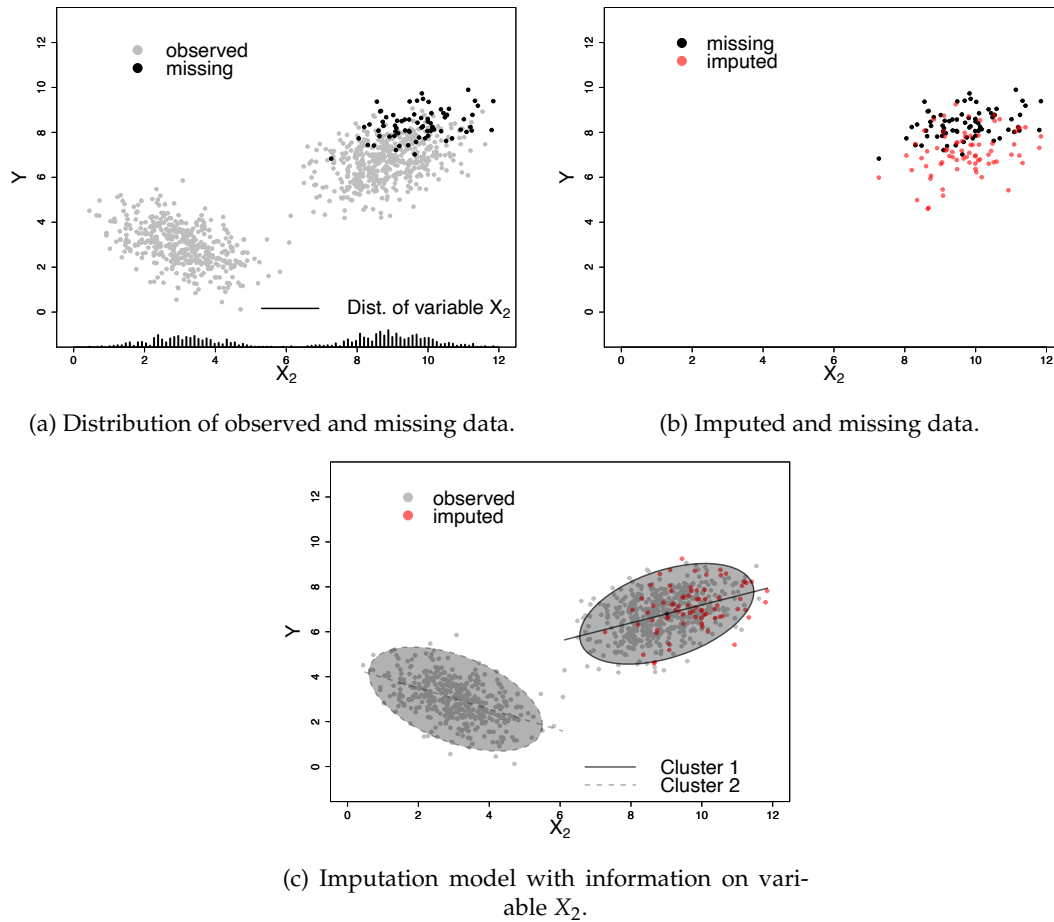 12
10
8
6
4
2
0
Y
observed
missing
Dist. of variable X₂
0 2 4 6 8 10 12
X₂
(a) Distribution of observed and missing data.
12
10
8
6
4
2
0
Y
missing
imputed
0 2 4 6 8 10 12
X₂
(b) Imputed and missing data.
12
10
8
6
4
2
0
Y
observed
imputed
Cluster 1
Cluster 2
0 2 4 6 8 10 12
X₂
(c) Imputation model with information on vari-
able X₂.